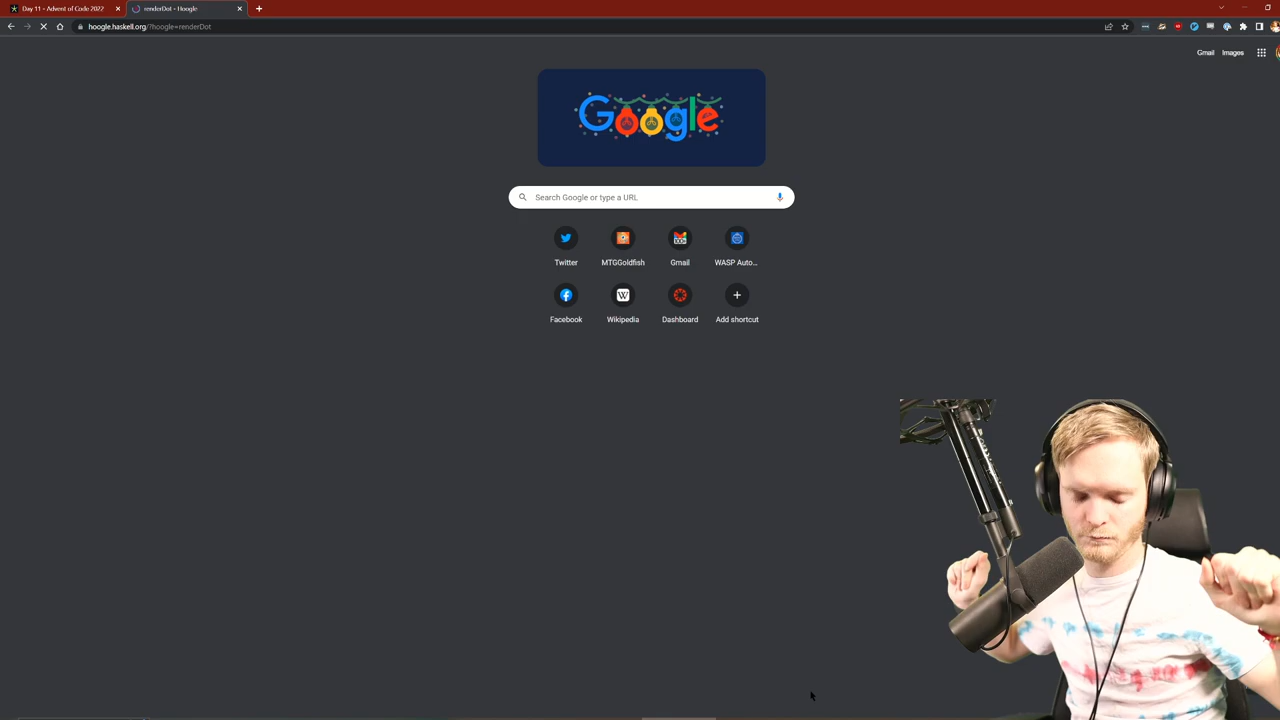 Day 11 - Advent of Code 2022
renderDot - Hoogle
hoogle.haskell.org/?hoogle=renderDot
Gmail
Images
Google
Search Google or type a URL
Twitter
MTGGoldfish
Gmail
WASP Auto...
Facebook
Wikipedia
Dashboard
Add shortcut